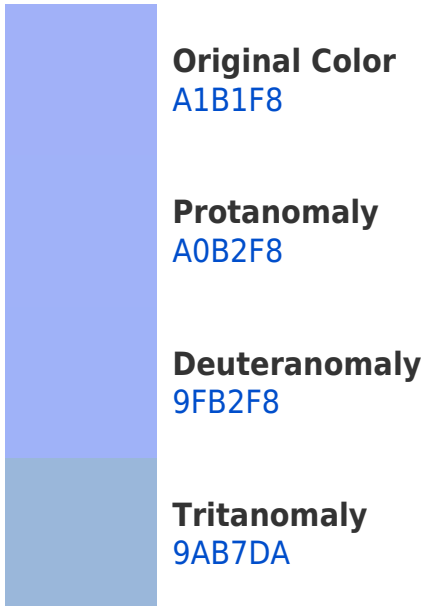 Original Color
A1B1F8
Protanomaly
A0B2F8
Deuteranomaly
9FB2F8
Tritanomaly
9AB7DA